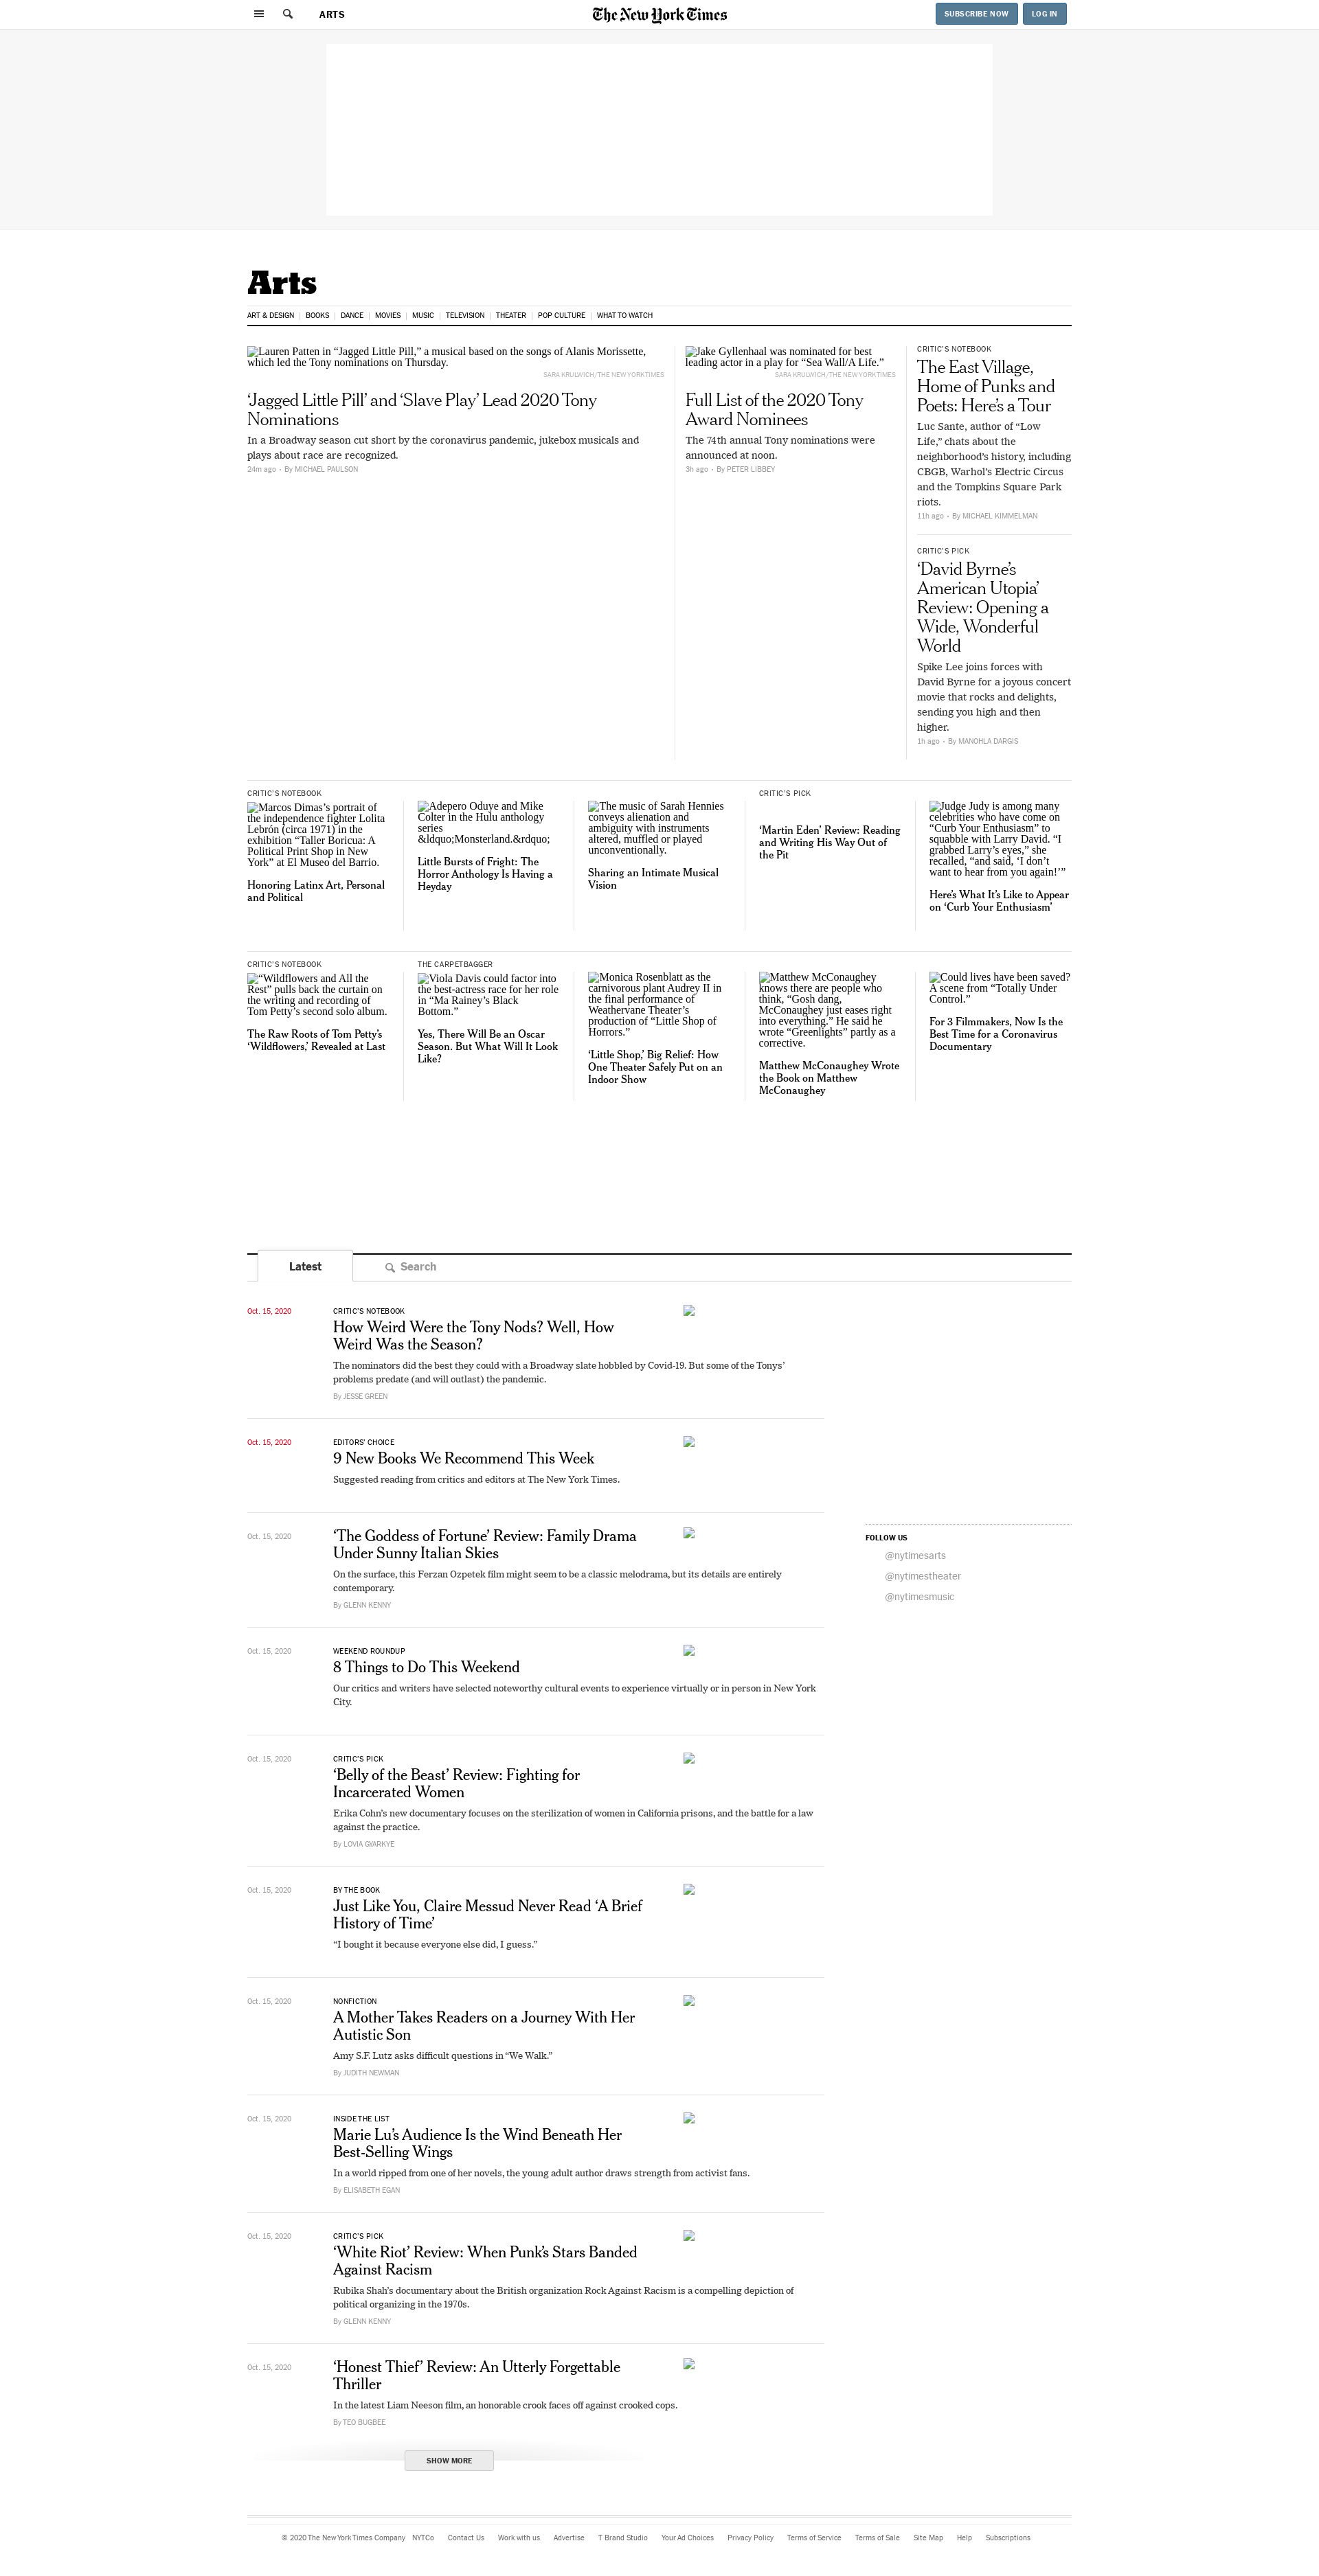 ARTS
The New York Times
SUBSCRIBE NOW
LOG IN
Arts
ART & DESIGN
BOOKS
DANCE
MOVIES
MUSIC
TELEVISION
THEATER
POP CULTURE
WHAT TO WATCH
Lauren Patten in “Jagged Little Pill,” a musical based on the songs of Alanis Morissette,
which led the Tony nominations on Thursday.
SARA KRULWICH/THE NEW YORK TIMES
‘Jagged Little Pill’ and ‘Slave Play’ Lead 2020 Tony
Nominations
In a Broadway season cut short by the coronavirus pandemic, jukebox musicals and
plays about race are recognized.
24m ago • By MICHAEL PAULSON
Jake Gyllenhaal was nominated for best
leading actor in a play for “Sea Wall/A Life.”
SARA KRULWICH/THE NEW YORK TIMES
Full List of the 2020 Tony
Award Nominees
The 74th annual Tony nominations were
announced at noon.
3h ago • By PETER LIBBEY
CRITIC’S NOTEBOOK
The East Village,
Home of Punks and
Poets: Here’s a Tour
Luc Sante, author of “Low
Life,” chats about the
neighborhood’s history, including
CBGB, Warhol’s Electric Circus
and the Tompkins Square Park
riots.
11h ago • By MICHAEL KIMMELMAN
CRITIC’S PICK
‘David Byrne’s
American Utopia’
Review: Opening a
Wide, Wonderful
World
Spike Lee joins forces with
David Byrne for a joyous concert
movie that rocks and delights,
sending you high and then
higher.
1h ago • By MANOHLA DARGIS
CRITIC’S NOTEBOOK
Marcos Dimas’s portrait of
the independence fighter Lolita
Lebrón (circa 1971) in the
exhibition “Taller Boricua: A
Political Print Shop in New
York” at El Museo del Barrio.
Honoring Latinx Art, Personal
and Political
Adepero Oduye and Mike
Colter in the Hulu anthology
series
&ldquo;Monsterland.&rdquo;
Little Bursts of Fright: The
Horror Anthology Is Having a
Heyday
The music of Sarah Hennies
conveys alienation and
ambiguity with instruments
altered, muffled or played
unconventionally.
Sharing an Intimate Musical
Vision
CRITIC’S PICK
‘Martin Eden’ Review: Reading
and Writing His Way Out of
the Pit
Judge Judy is among many
celebrities who have come on
“Curb Your Enthusiasm” to
squabble with Larry David. “I
grabbed Larry’s eyes,” she
recalled, “and said, ‘I don’t
want to hear from you again!’”
Here’s What It’s Like to Appear
on ‘Curb Your Enthusiasm’
CRITIC’S NOTEBOOK
“Wildflowers and All the
Rest” pulls back the curtain on
the writing and recording of
Tom Petty’s second solo album.
The Raw Roots of Tom Petty’s
‘Wildflowers,’ Revealed at Last
THE CARPETBAGGER
Viola Davis could factor into
the best-actress race for her role
in “Ma Rainey’s Black
Bottom.”
Yes, There Will Be an Oscar
Season. But What Will It Look
Like?
Monica Rosenblatt as the
carnivorous plant Audrey II in
the final performance of
Weathervane Theater’s
production of “Little Shop of
Horrors.”
‘Little Shop,’ Big Relief: How
One Theater Safely Put on an
Indoor Show
Matthew McConaughey
knows there are people who
think, “Gosh dang,
McConaughey just eases right
into everything.” He said he
wrote “Greenlights” partly as a
corrective.
Matthew McConaughey Wrote
the Book on Matthew
McConaughey
Could lives have been saved?
A scene from “Totally Under
Control.”
For 3 Filmmakers, Now Is the
Best Time for a Coronavirus
Documentary
Latest
Search
Oct. 15, 2020
CRITIC’S NOTEBOOK
How Weird Were the Tony Nods? Well, How
Weird Was the Season?
The nominators did the best they could with a Broadway slate hobbled by Covid-19. But some of the Tonys’
problems predate (and will outlast) the pandemic.
By JESSE GREEN
Oct. 15, 2020
EDITORS’ CHOICE
9 New Books We Recommend This Week
Suggested reading from critics and editors at The New York Times.
Oct. 15, 2020
‘The Goddess of Fortune’ Review: Family Drama
Under Sunny Italian Skies
On the surface, this Ferzan Ozpetek film might seem to be a classic melodrama, but its details are entirely
contemporary.
By GLENN KENNY
FOLLOW US
@nytimesarts
@nytimestheater
@nytimesmusic
Oct. 15, 2020
WEEKEND ROUNDUP
8 Things to Do This Weekend
Our critics and writers have selected noteworthy cultural events to experience virtually or in person in New York
City.
Oct. 15, 2020
CRITIC’S PICK
‘Belly of the Beast’ Review: Fighting for
Incarcerated Women
Erika Cohn’s new documentary focuses on the sterilization of women in California prisons, and the battle for a law
against the practice.
By LOVIA GYARKYE
Oct. 15, 2020
BY THE BOOK
Just Like You, Claire Messud Never Read ‘A Brief
History of Time’
“I bought it because everyone else did, I guess.”
Oct. 15, 2020
NONFICTION
A Mother Takes Readers on a Journey With Her
Autistic Son
Amy S.F. Lutz asks difficult questions in “We Walk.”
By JUDITH NEWMAN
Oct. 15, 2020
INSIDE THE LIST
Marie Lu’s Audience Is the Wind Beneath Her
Best-Selling Wings
In a world ripped from one of her novels, the young adult author draws strength from activist fans.
By ELISABETH EGAN
Oct. 15, 2020
CRITIC’S PICK
‘White Riot’ Review: When Punk’s Stars Banded
Against Racism
Rubika Shah’s documentary about the British organization Rock Against Racism is a compelling depiction of
political organizing in the 1970s.
By GLENN KENNY
Oct. 15, 2020
‘Honest Thief’ Review: An Utterly Forgettable
Thriller
In the latest Liam Neeson film, an honorable crook faces off against crooked cops.
By TEO BUGBEE
SHOW MORE
© 2020 The New York Times Company NYTCo Contact Us Work with us Advertise T Brand Studio Your Ad Choices Privacy Policy Terms of Service Terms of Sale Site Map Help Subscriptions